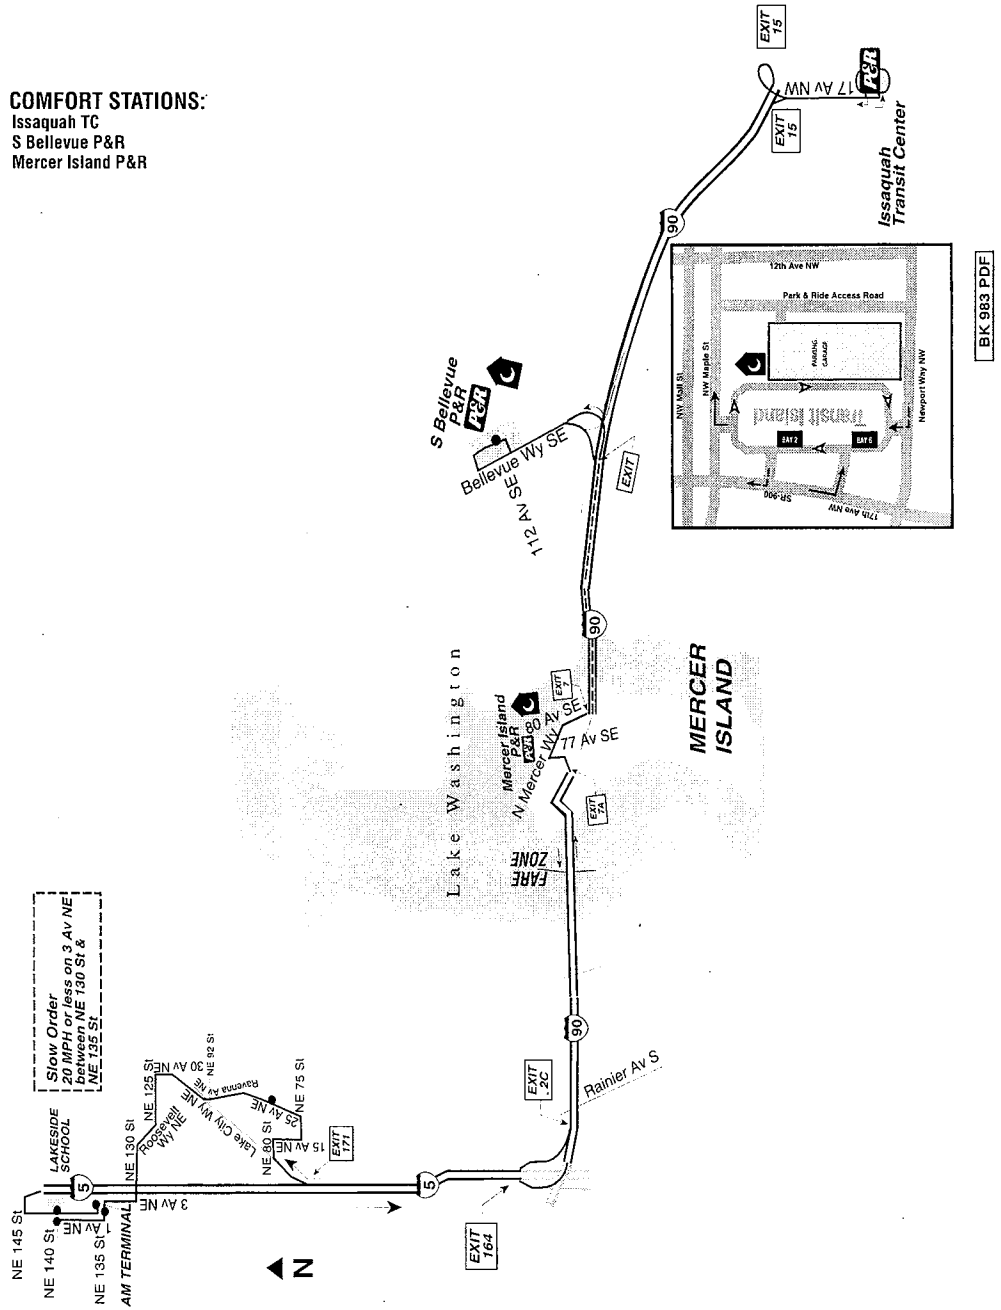 COMFORT STATIONS:
Issaquah TC
S Bellevue P&R
Mercer Island P&R
EXIT
15
17 Av NW
P&R
EXIT
15
Issaquah
Transit Center
90
12th Ave NW
Park & Ride Access Road
NW Mall St
NW Maple St
PARKING
GARAGE
Newport Way NW
Transit Island
BAY 2
BAY 6
SR-900
17th Ave NW
BK 983 PDF
S Bellevue
P&R
P&R
Bellevue Wy SE
112 AV SE
EXIT
90
Lake Washington
MERCER
ISLAND
Mercer Island
P&R
P&R
80 Av SE
EXIT
7
N Mercer Wy
77 Av SE
EXIT
7A
FARE
ZONE
Slow Order
20 MPH or less on 3 Av NE
between NE 130 St &
NE 135 St
LAKESIDE
SCHOOL
NE 125 St
30 Av NE
NE 92 St
Ravenna Av NE
25 Av NE
NE 75 St
Roosevelt
Wy NE
Lake City Wy NE
NE 80 St
15 Av NE
EXIT
171
NE 130 St
5
3 Av NE
NE 145 St
NE 140 St
1 Av NE
NE 135 St
AM TERMINAL
N
5
EXIT
164
EXIT
2C
90
Rainier Av S